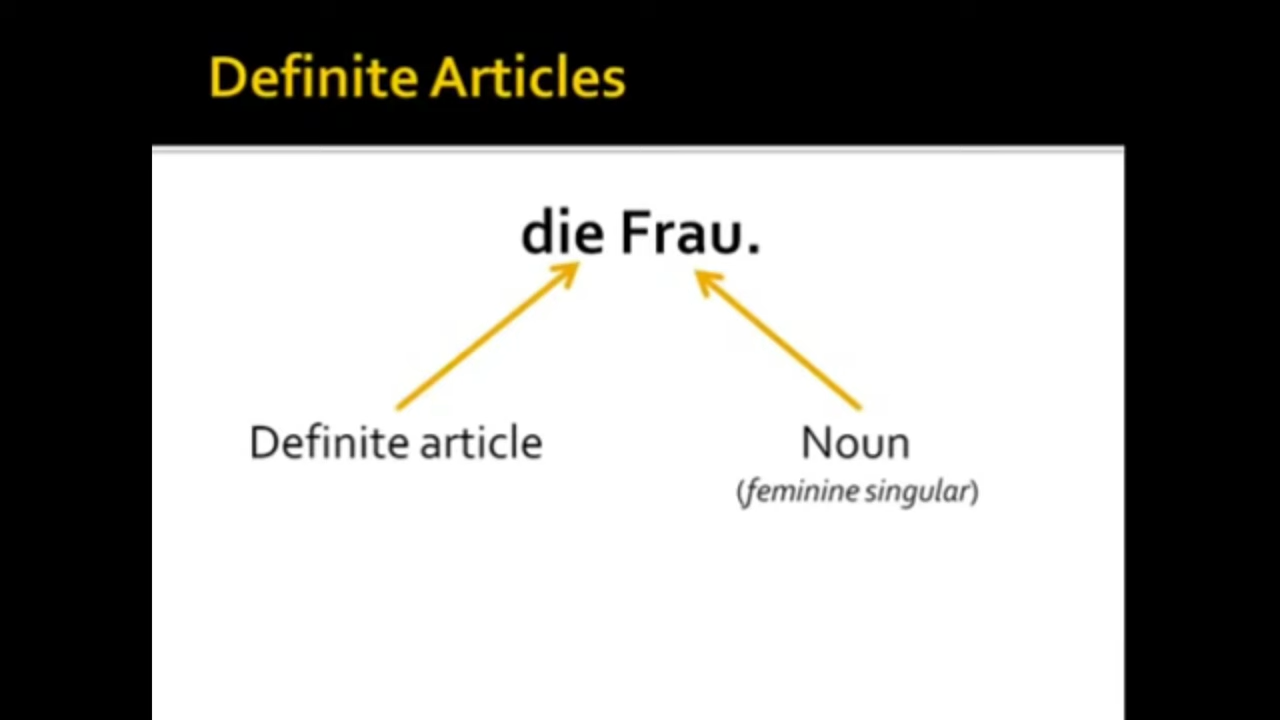 Definite Articles
die Frau.
Definite article
Noun
(feminine singular)